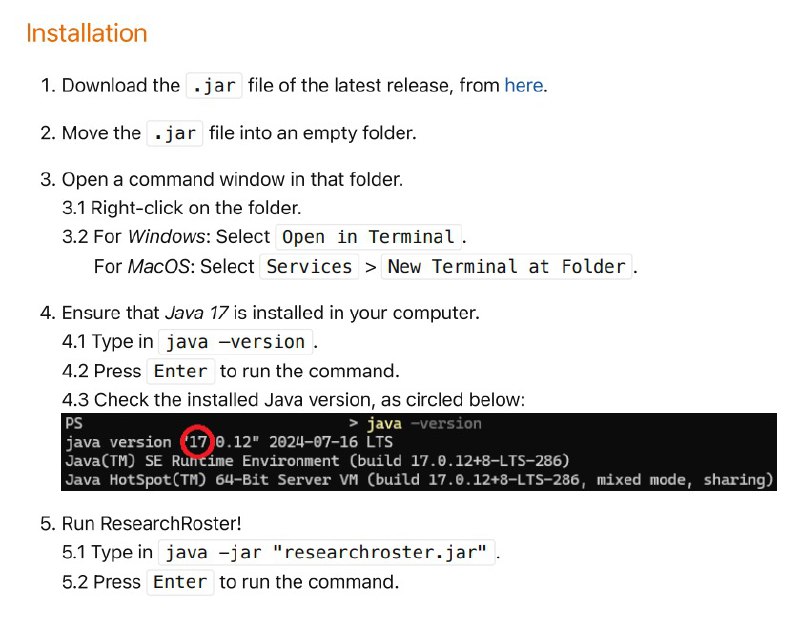 Installation
1. Download the .jar file of the latest release, from here.
2. Move the .jar file into an empty folder.
3. Open a command window in that folder.
3.1 Right-click on the folder.
3.2 For Windows: Select Open in Terminal .
For MacOS: Select Services > New Terminal at Folder .
4. Ensure that Java 17 is installed in your computer.
4.1 Type in java –version .
4.2 Press Enter to run the command.
4.3 Check the installed Java version, as circled below:
PS > java –version
java version "17.0.12" 2024-07-16 LTS
Java(TM) SE Runtime Environment (build 17.0.12+8-LTS-286)
Java HotSpot(TM) 64-Bit Server VM (build 17.0.12+8-LTS-286, mixed mode, sharing)
5. Run ResearchRoster!
5.1 Type in java –jar "researchroster.jar" .
5.2 Press Enter to run the command.